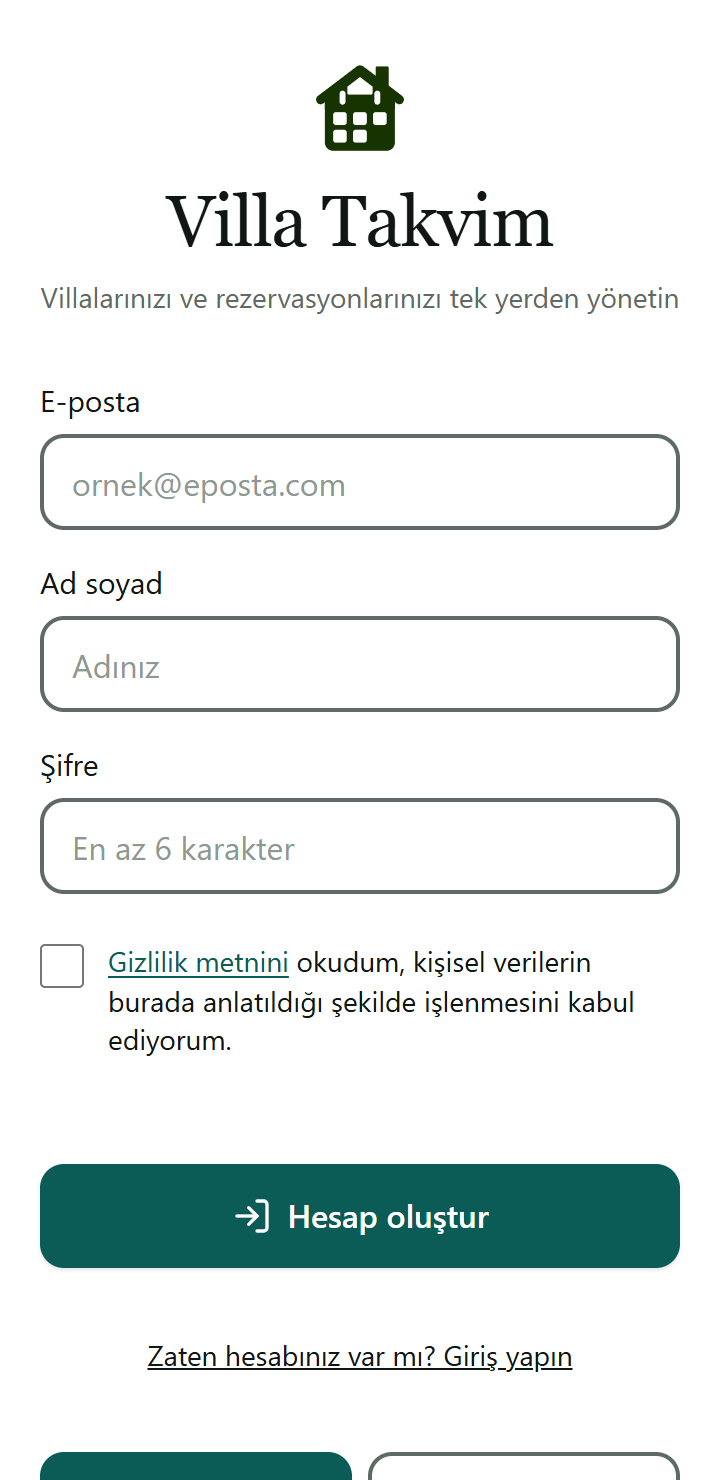 Villa Takvim
Villalarınızı ve rezervasyonlarınızı tek yerden yönetin
E-posta
ornek@eposta.com
Ad soyad
Adınız
Şifre
En az 6 karakter
Gizlilik metnini okudum, kişisel verilerin
burada anlatıldığı şekilde işlenmesini kabul
ediyorum.
Hesap oluştur
Zaten hesabınız var mı? Giriş yapın